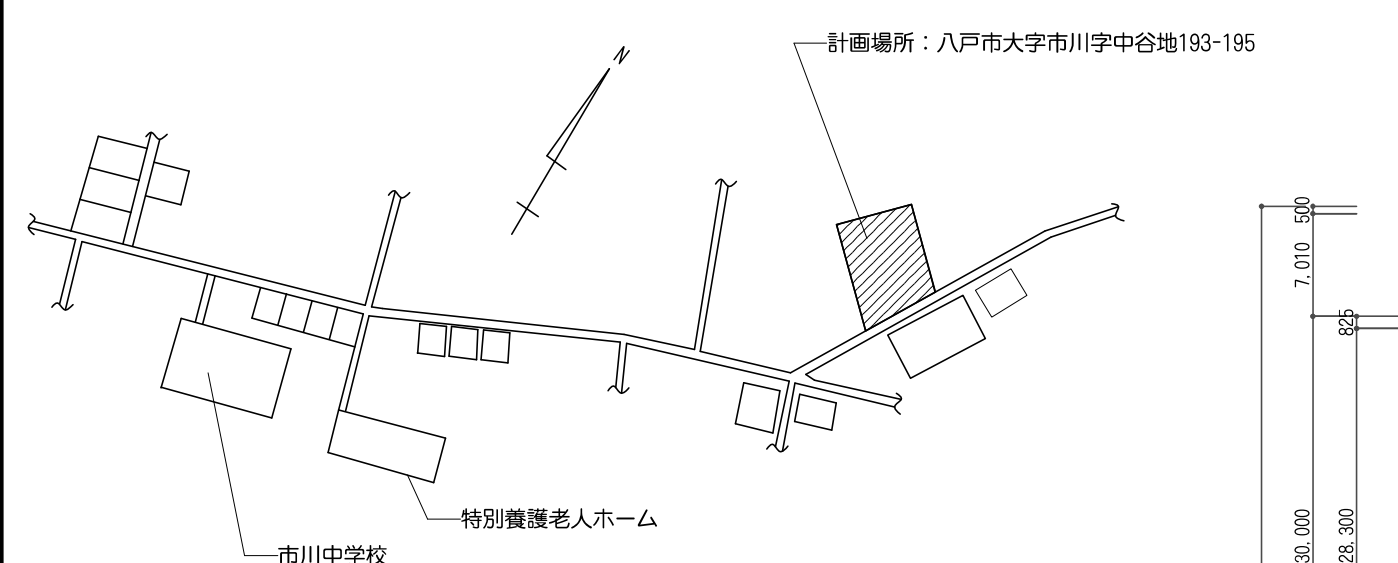 計画場所：八戸市大字市川字中谷地193-195
N
500
7,010
825
30,000
28,300
特別養護老人ホーム
市川中学校